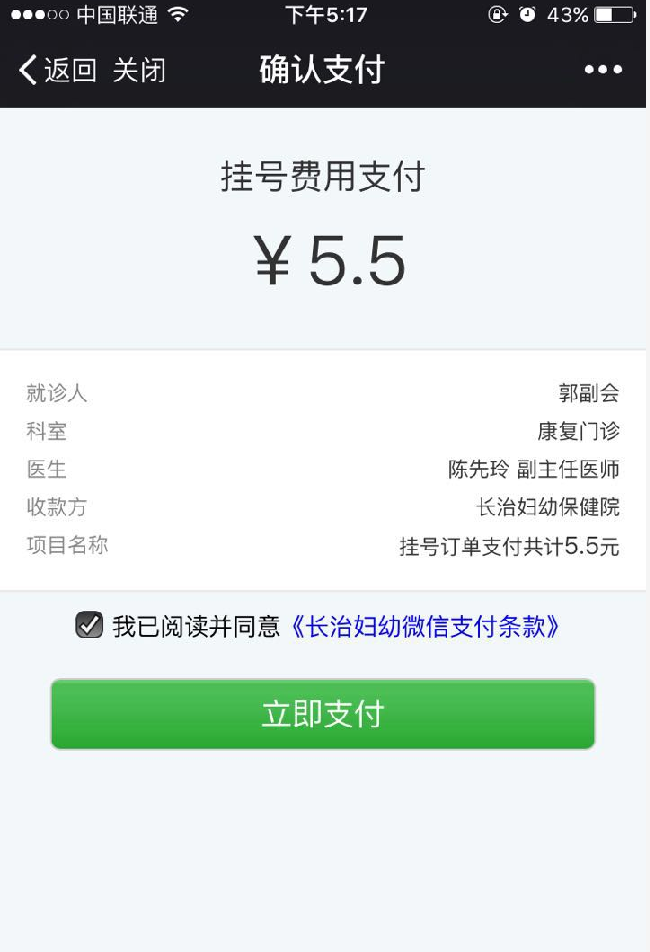 中国联通 下午5:17 43%
返回 关闭 确认支付
挂号费用支付
￥5.5
就诊人 郭副会
科室 康复门诊
医生 陈先玲 副主任医师
收款方 长治妇幼保健院
项目名称 挂号订单支付共计5.5元
我已阅读并同意《长治妇幼微信支付条款》
立即支付